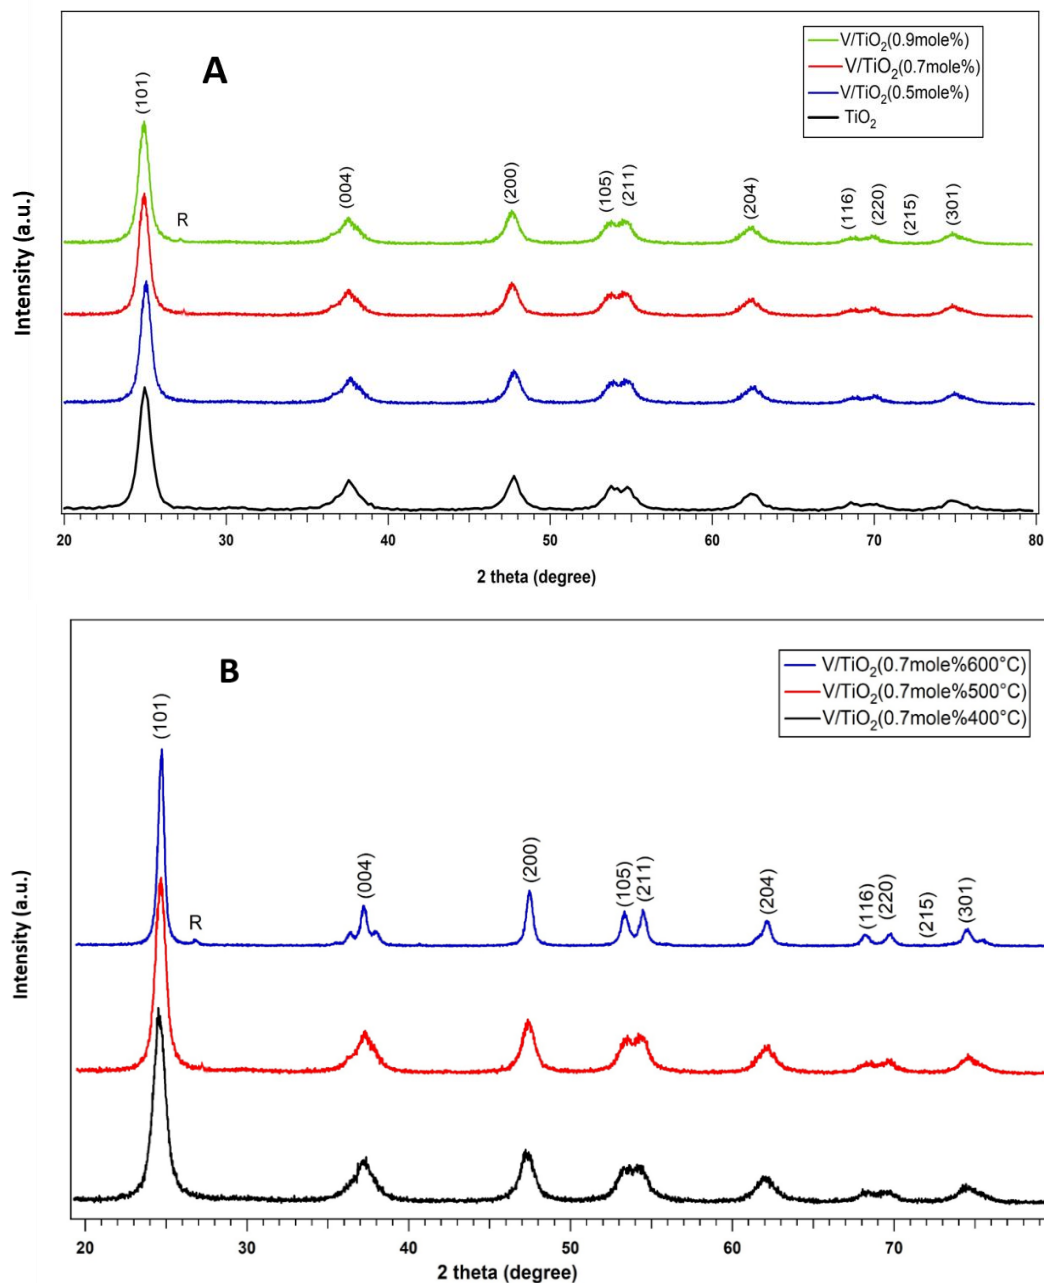 A
V/TiO2(0.9mole%)
V/TiO2(0.7mole%)
V/TiO2(0.5mole%)
TiO2
(101)
R
(004)
(200)
(105)
(211)
(204)
(116)
(220)
(215)
(301)
Intensity (a.u.)
20 30 40 50 60 70 80
2 theta (degree)
B
V/TiO2(0.7mole%600°C)
V/TiO2(0.7mole%500°C)
V/TiO2(0.7mole%400°C)
(101)
R
(004)
(200)
(105)
(211)
(204)
(116)
(220)
(215)
(301)
Intensity (a.u.)
20 30 40 50 60 70
2 theta (degree)